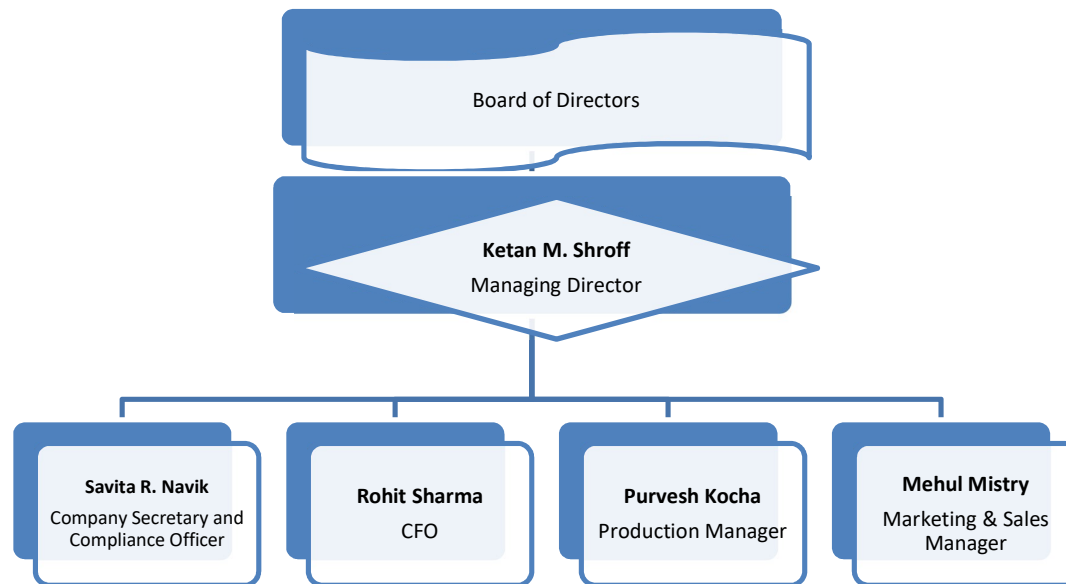 Board of Directors
Ketan M. Shroff
Managing Director
Savita R. Navik
Company Secretary and
Compliance Officer
Rohit Sharma
CFO
Purvesh Kocha
Production Manager
Mehul Mistry
Marketing & Sales
Manager